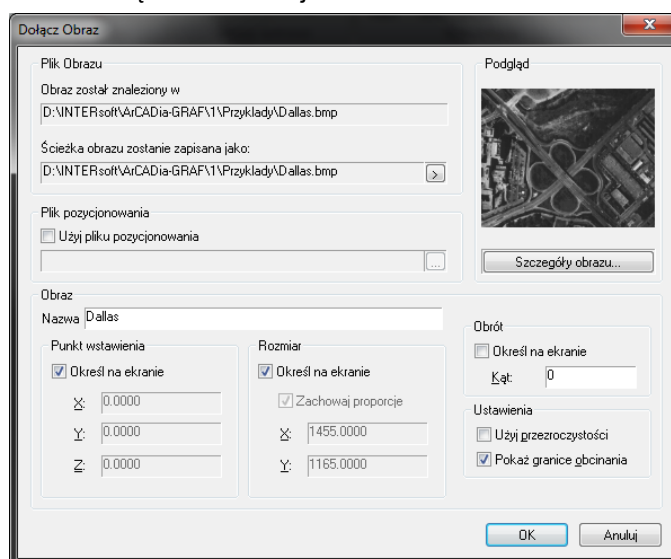 Dołącz Obraz
Plik Obrazu
Obraz został znaleziony w
D:\INTERsoft\ArCADia-GRAF\1\Przyklady\Dallas.bmp
Ścieżka obrazu zostanie zapisana jako:
D:\INTERsoft\ArCADia-GRAF\1\Przyklady\Dallas.bmp
>
Podgląd
Szczegóły obrazu...
Plik pozycjonowania
Użyj pliku pozycjonowania
...
Obraz
Nazwa Dallas
Punkt wstawienia
Określ na ekranie
X: 0.0000
Y: 0.0000
Z: 0.0000
Rozmiar
Określ na ekranie
Zachowaj proporcje
X: 1455.0000
Y: 1165.0000
Obrót
Określ na ekranie
Kąt: 0
Ustawienia
Użyj przezroczystości
Pokaż granice obcinania
OK
Anuluj